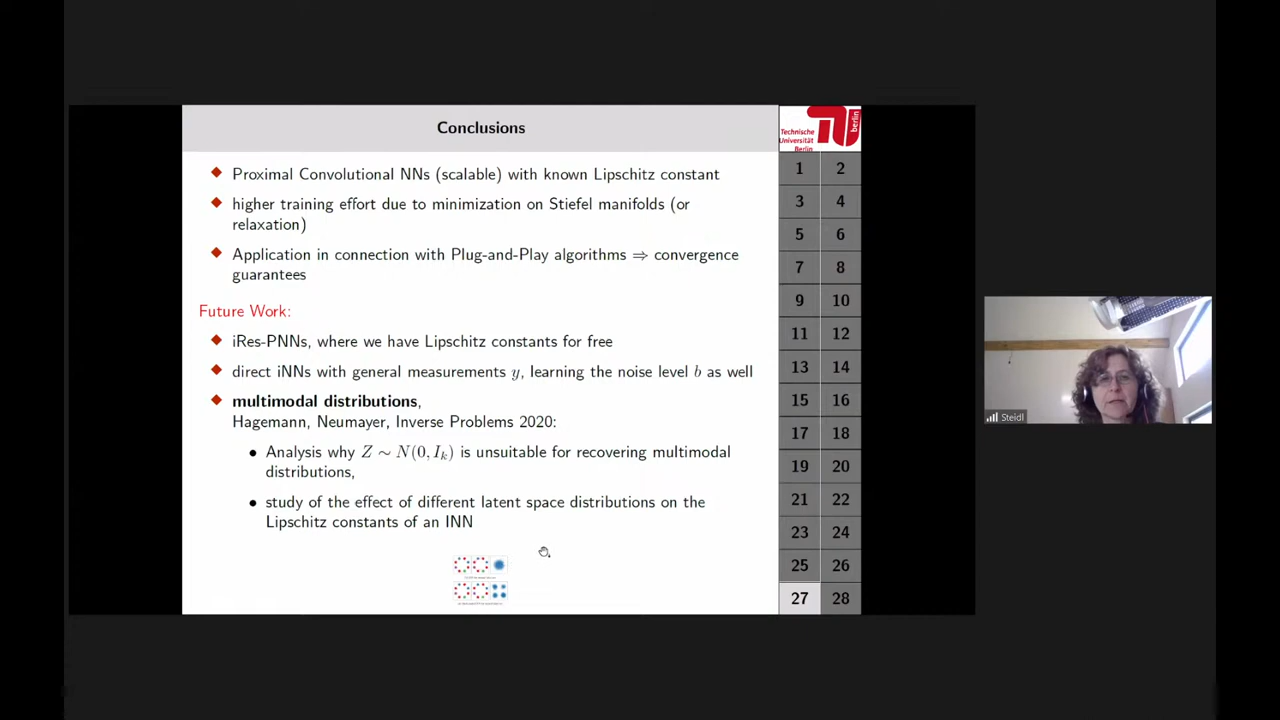 Conclusions
Technische
Universität
Berlin
berlin
Proximal Convolutional NNs (scalable) with known Lipschitz constant
higher training effort due to minimization on Stiefel manifolds (or
relaxation)
Application in connection with Plug-and-Play algorithms ⇒ convergence
guarantees
Future Work:
iRes-PNNs, where we have Lipschitz constants for free
direct iNNs with general measurements y, learning the noise level b as well
multimodal distributions,
Hagemann, Neumayer, Inverse Problems 2020:
• Analysis why Z ∼ N(0, I_k) is unsuitable for recovering multimodal
distributions,
• study of the effect of different latent space distributions on the
Lipschitz constants of an INN
1 2
3 4
5 6
7 8
9 10
11 12
13 14
15 16
17 18
19 20
21 22
23 24
25 26
27 28
Steidl